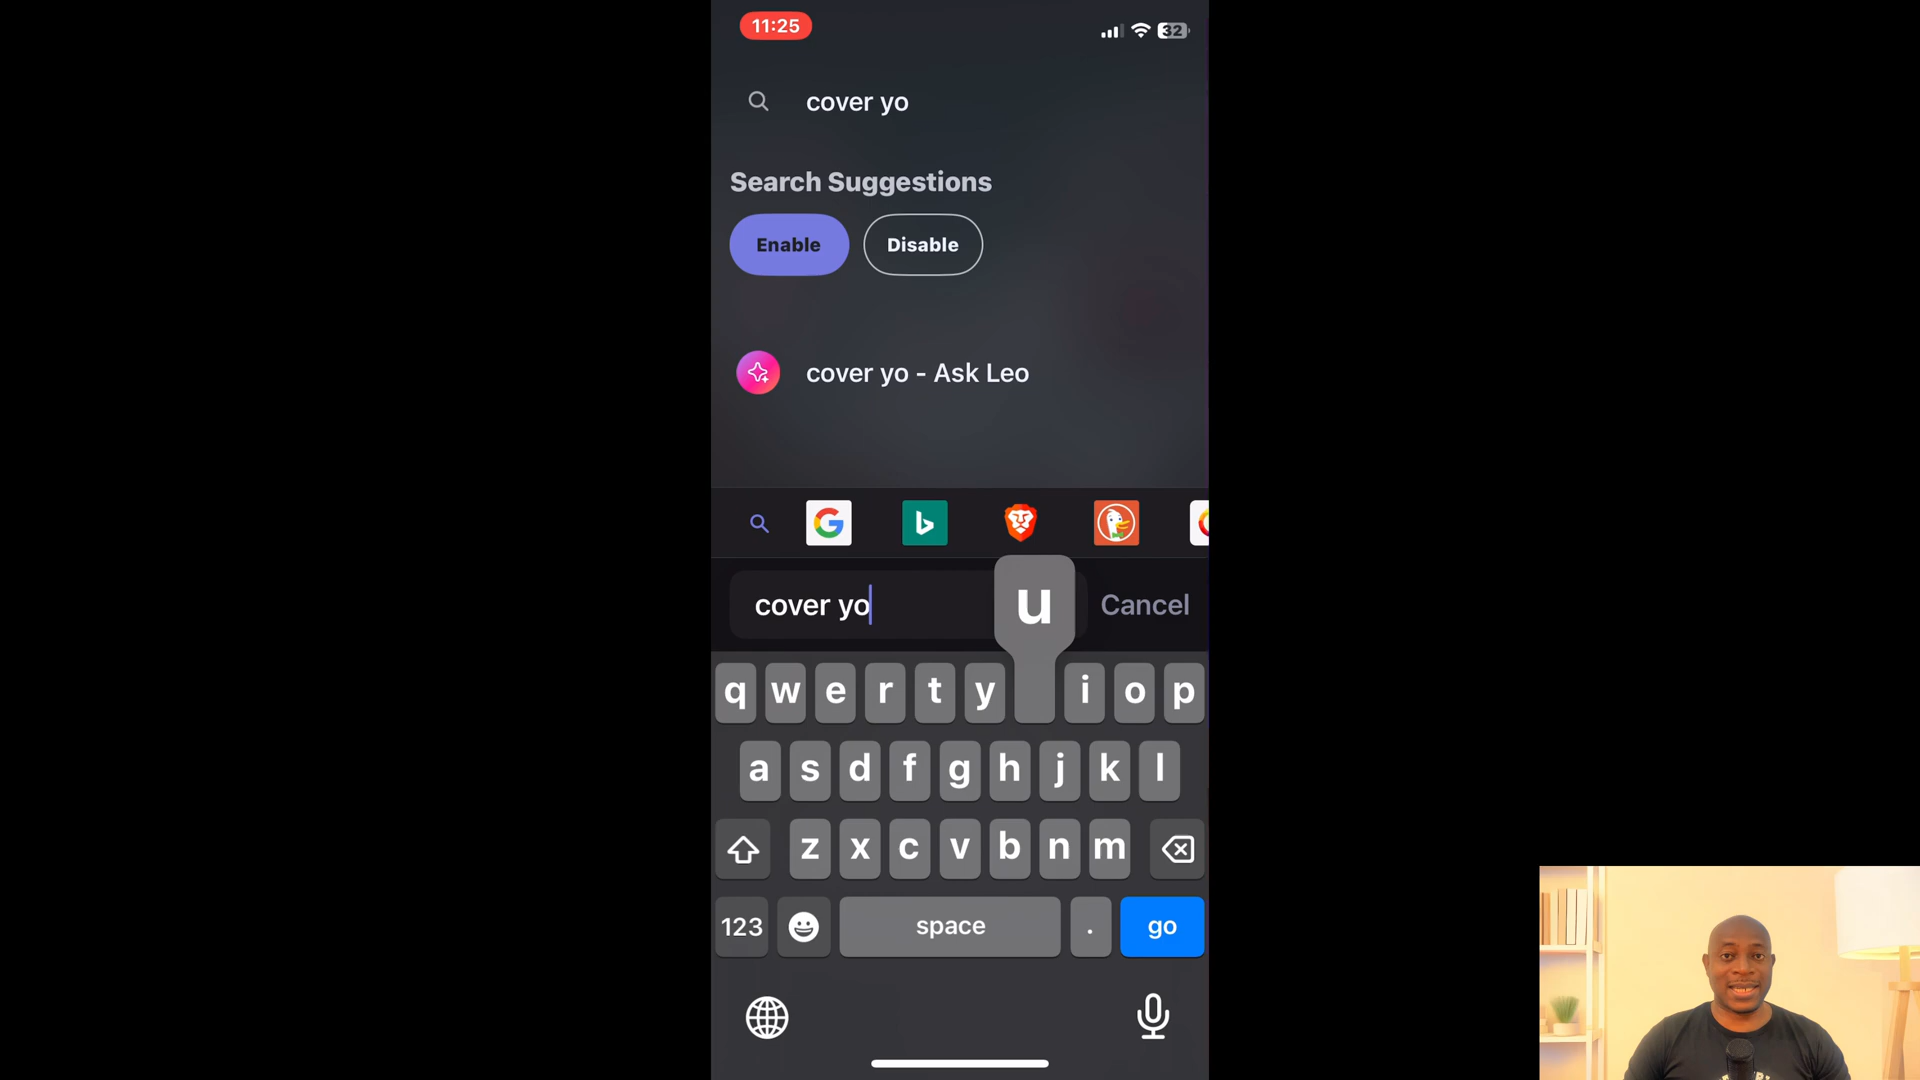 11:25
32
cover yo
Search Suggestions
Enable Disable
cover yo - Ask Leo
cover yo u Cancel
q w e r t y i o p
a s d f g h j k l
z x c v b n m
123 space . go